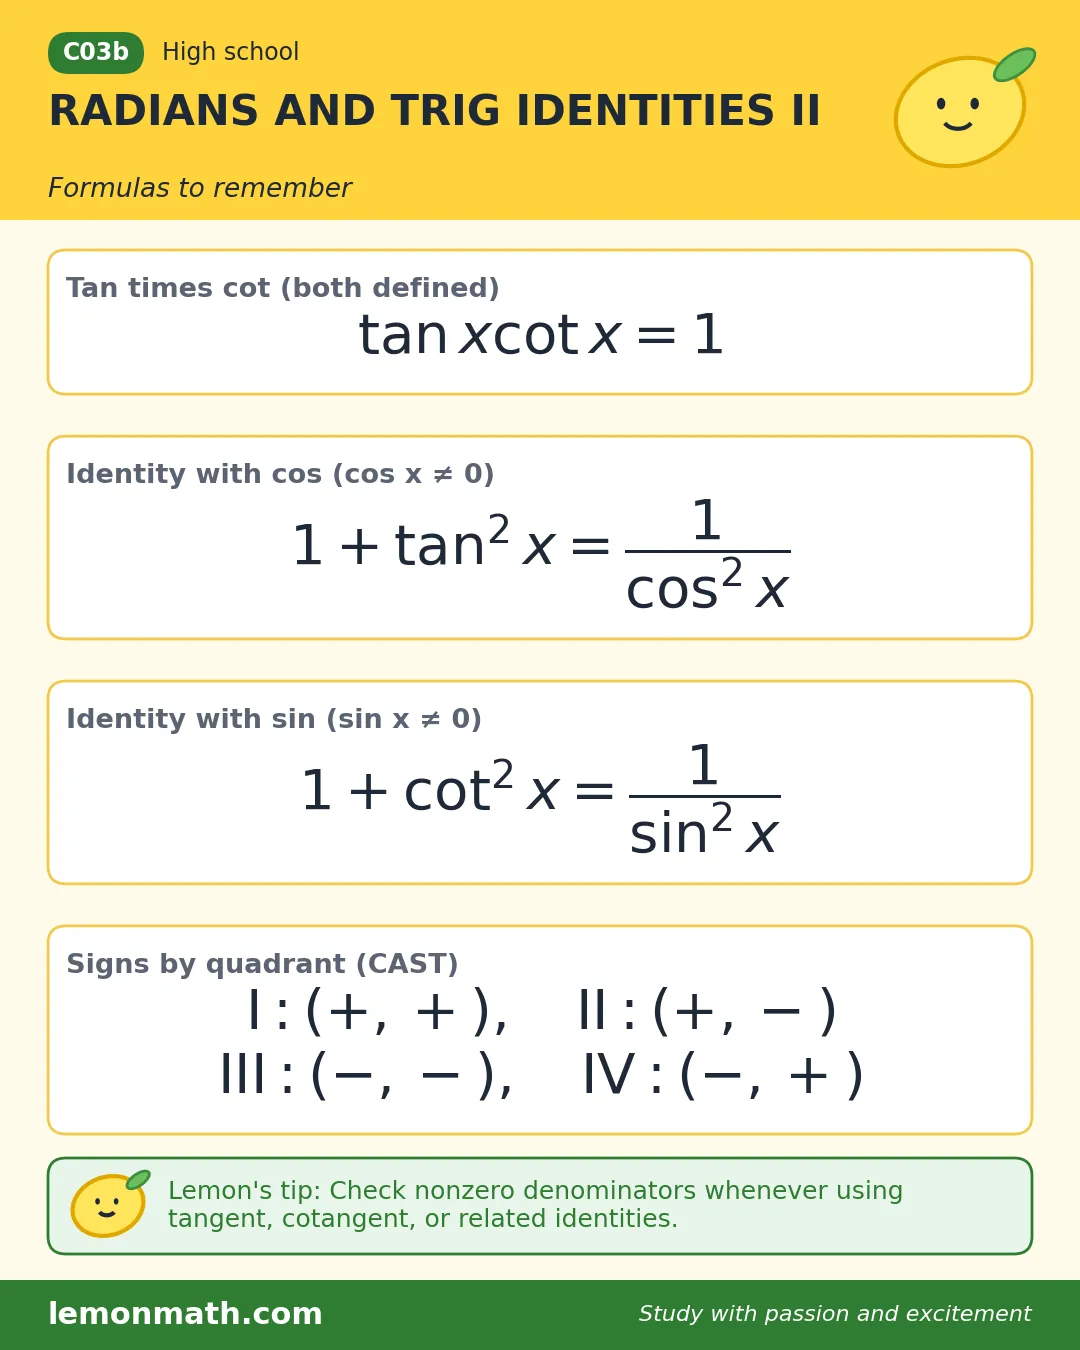 C03b High school
RADIANS AND TRIG IDENTITIES II
Formulas to remember
Tan times cot (both defined)
tan x cot x = 1
Identity with cos (cos x ≠ 0)
1 + tan² x = 1 / cos² x
Identity with sin (sin x ≠ 0)
1 + cot² x = 1 / sin² x
Signs by quadrant (CAST)
I : (+, +), II : (+, −)
III : (−, −), IV : (−, +)
Lemon's tip: Check nonzero denominators whenever using
tangent, cotangent, or related identities.
lemonmath.com
Study with passion and excitement